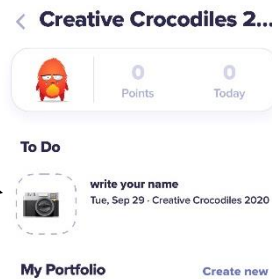 Creative Crocodiles 2...
0 0
Points Today
To Do
write your name
Tue, Sep 29 · Creative Crocodiles 2020
My Portfolio Create new